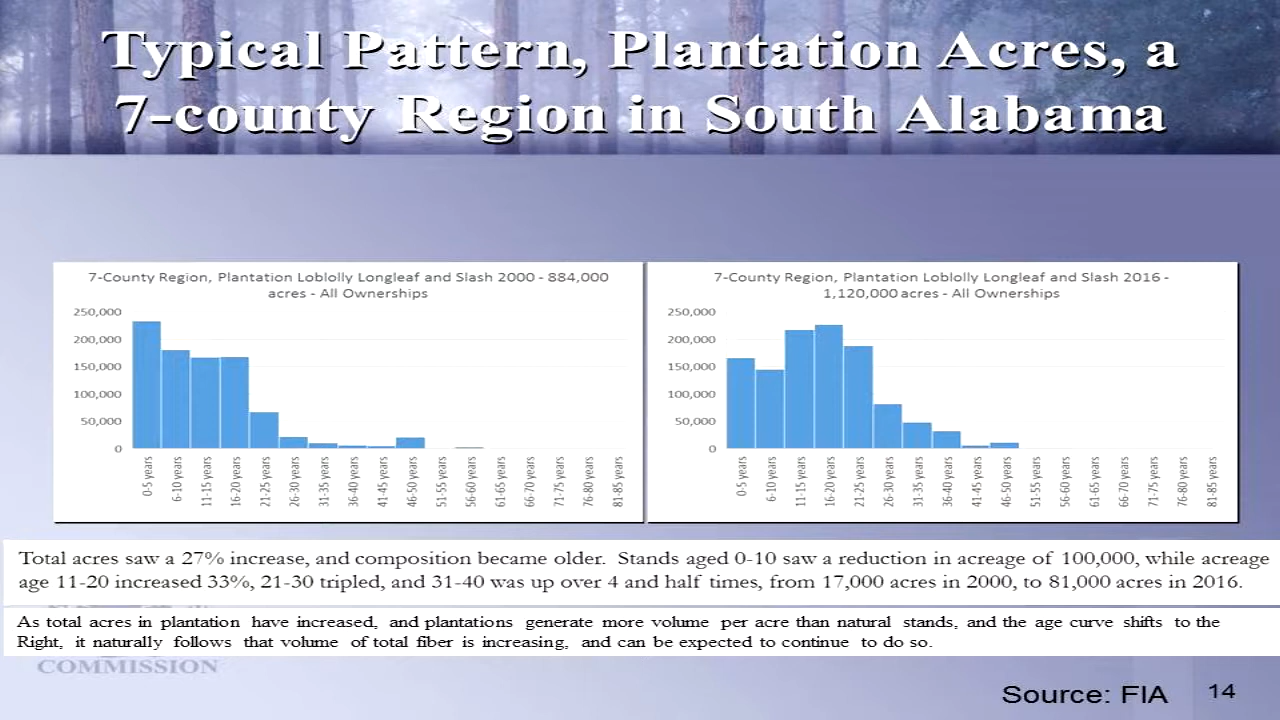 Typical Pattern, Plantation Acres, a
7-county Region in South Alabama
7-County Region, Plantation Loblolly Longleaf and Slash 2000 - 884,000
acres - All Ownerships
250,000
200,000
150,000
100,000
50,000
0
0-5 years
6-10 years
11-15 years
16-20 years
21-25 years
26-30 years
31-35 years
36-40 years
41-45 years
46-50 years
51-55 years
56-60 years
61-65 years
66-70 years
71-75 years
76-80 years
81-85 years
7-County Region, Plantation Loblolly Longleaf and Slash 2016 -
1,120,000 acres - All Ownerships
250,000
200,000
150,000
100,000
50,000
0
0-5 years
6-10 years
11-15 years
16-20 years
21-25 years
26-30 years
31-35 years
36-40 years
41-45 years
46-50 years
51-55 years
56-60 years
61-65 years
66-70 years
71-75 years
76-80 years
81-85 years
Total acres saw a 27% increase, and composition became older. Stands aged 0-10 saw a reduction in acreage of 100,000, while acreage
age 11-20 increased 33%, 21-30 tripled, and 31-40 was up over 4 and half times, from 17,000 acres in 2000, to 81,000 acres in 2016.
As total acres in plantation have increased, and plantations generate more volume per acre than natural stands, and the age curve shifts to the
Right, it naturally follows that volume of total fiber is increasing, and can be expected to continue to do so.
COMMISSION
Source: FIA
14